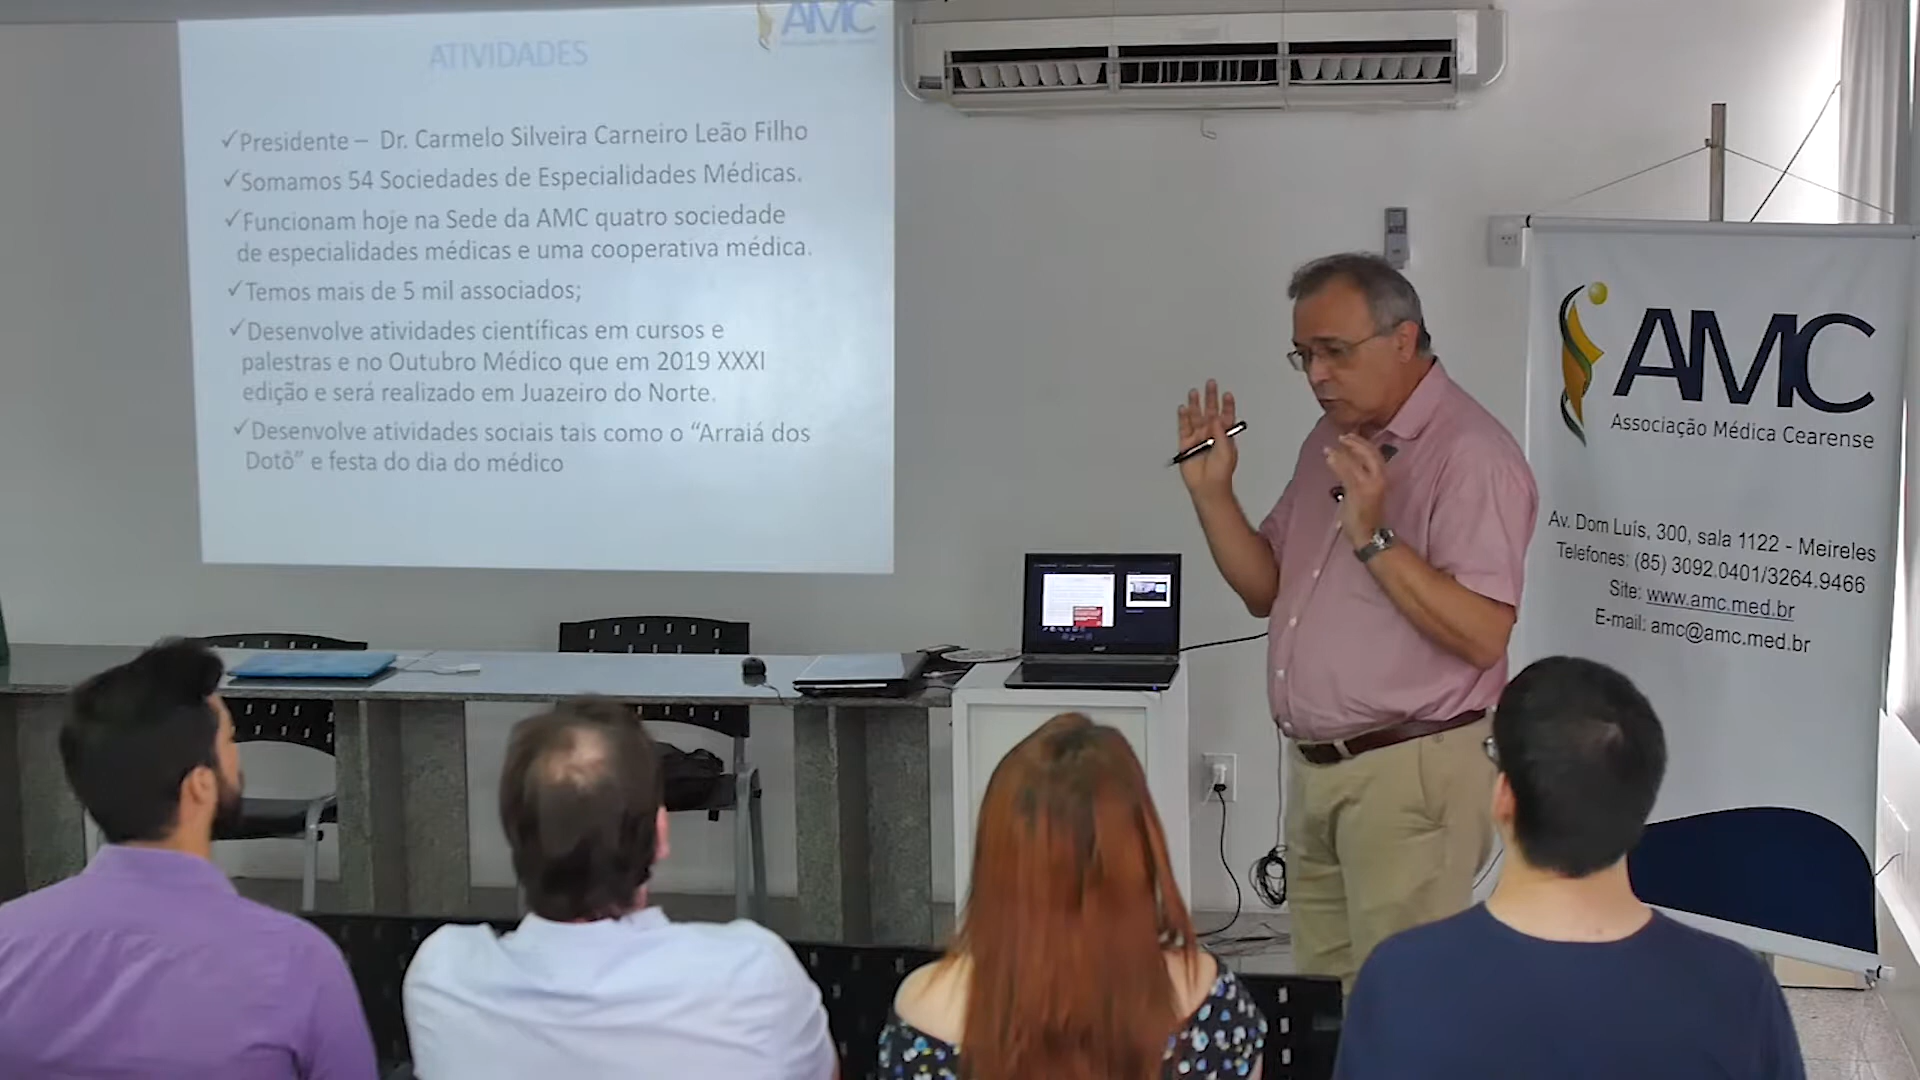 AMC
ATIVIDADES
✓Presidente – Dr. Carmelo Silveira Carneiro Leão Filho
✓Somamos 54 Sociedades de Especialidades Médicas.
✓Funcionam hoje na Sede da AMC quatro sociedade
de especialidades médicas e uma cooperativa médica.
✓Temos mais de 5 mil associados;
✓Desenvolve atividades científicas em cursos e
palestras e no Outubro Médico que em 2019 XXXI
edição e será realizado em Juazeiro do Norte.
✓Desenvolve atividades sociais tais como o “Arraiá dos
Dotô” e festa do dia do médico
AMC
Associação Médica Cearense
Av. Dom Luís, 300, sala 1122 - Meireles
Telefones: (85) 3092.0401/3264.9466
Site: www.amc.med.br
E-mail: amc@amc.med.br
acer